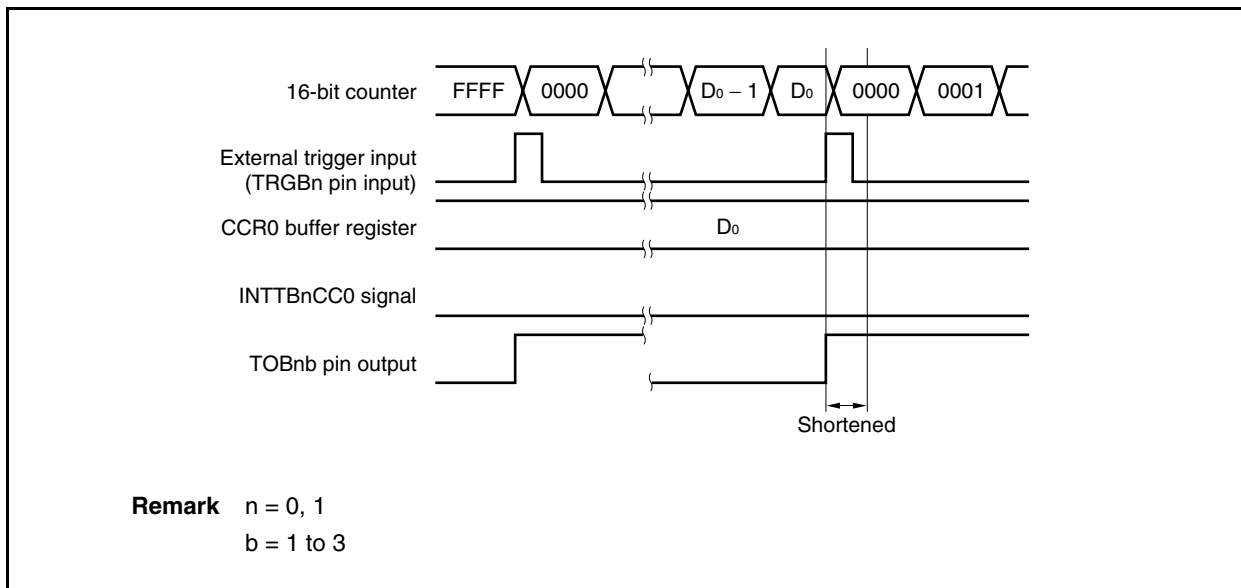 16-bit counter FFFF 0000 D₀ − 1 D₀ 0000 0001
External trigger input
(TRGBn pin input)
CCR0 buffer register D₀
INTTBnCC0 signal
TOBnb pin output
Shortened
Remark n = 0, 1
b = 1 to 3